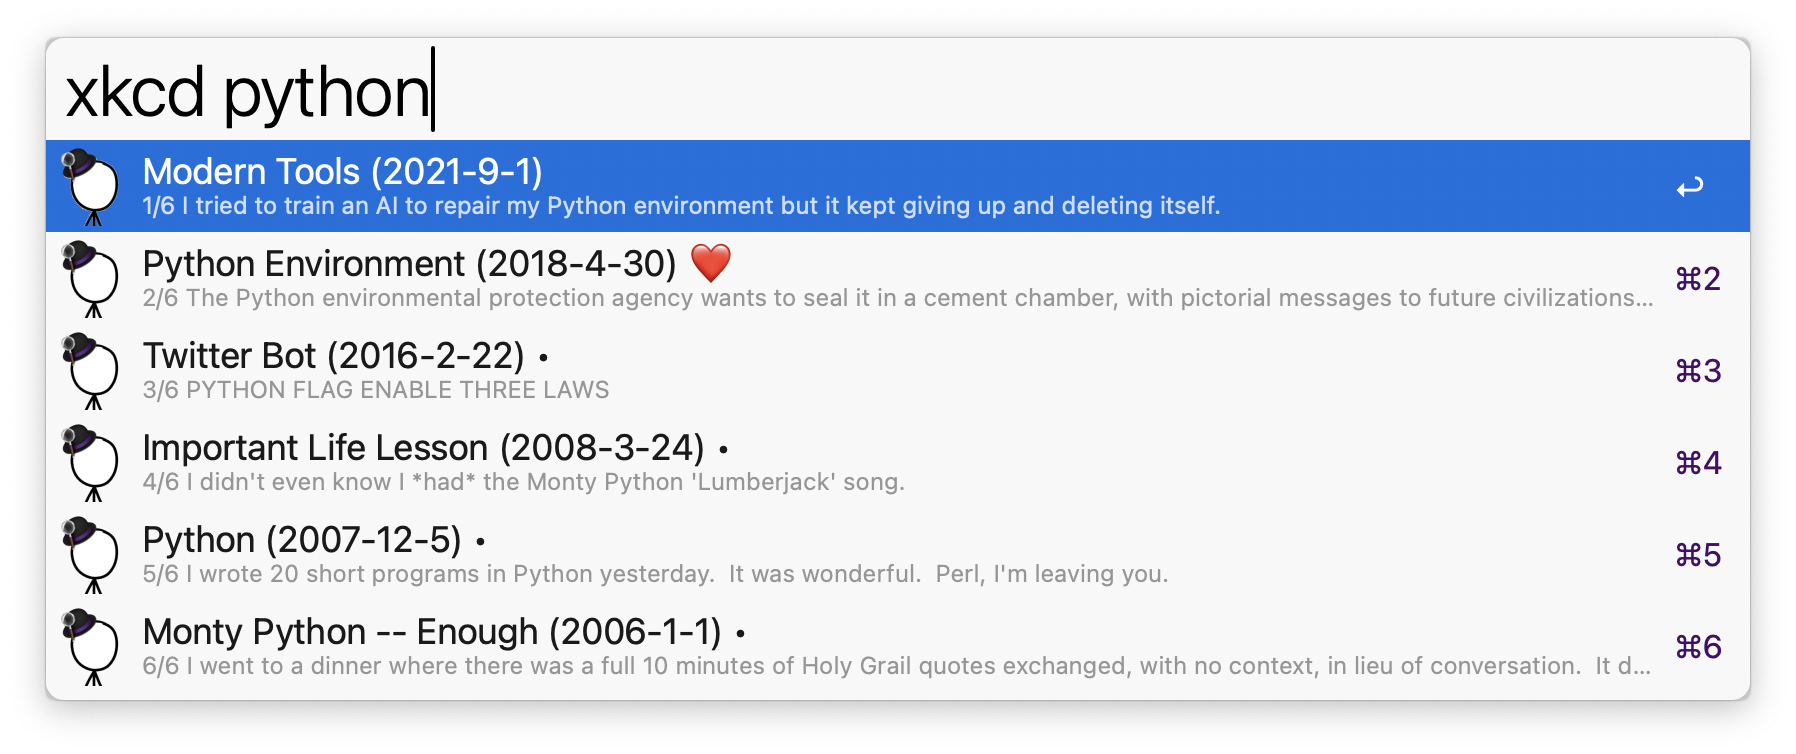 xkcd python
Modern Tools (2021-9-1)
1/6 I tried to train an AI to repair my Python environment but it kept giving up and deleting itself.
Python Environment (2018-4-30) ❤️
⌘2
2/6 The Python environmental protection agency wants to seal it in a cement chamber, with pictorial messages to future civilizations...
Twitter Bot (2016-2-22) •
⌘3
3/6 PYTHON FLAG ENABLE THREE LAWS
Important Life Lesson (2008-3-24) •
⌘4
4/6 I didn't even know I *had* the Monty Python 'Lumberjack' song.
Python (2007-12-5) •
⌘5
5/6 I wrote 20 short programs in Python yesterday.  It was wonderful.  Perl, I'm leaving you.
Monty Python -- Enough (2006-1-1) •
⌘6
6/6 I went to a dinner where there was a full 10 minutes of Holy Grail quotes exchanged, with no context, in lieu of conversation.  It d...